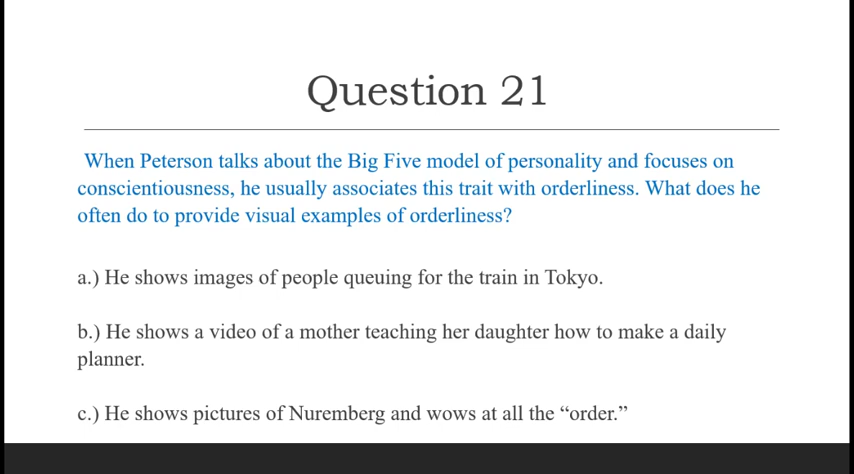 Question 21
When Peterson talks about the Big Five model of personality and focuses on
conscientiousness, he usually associates this trait with orderliness. What does he
often do to provide visual examples of orderliness?
a.) He shows images of people queuing for the train in Tokyo.
b.) He shows a video of a mother teaching her daughter how to make a daily
planner.
c.) He shows pictures of Nuremberg and wows at all the “order.”